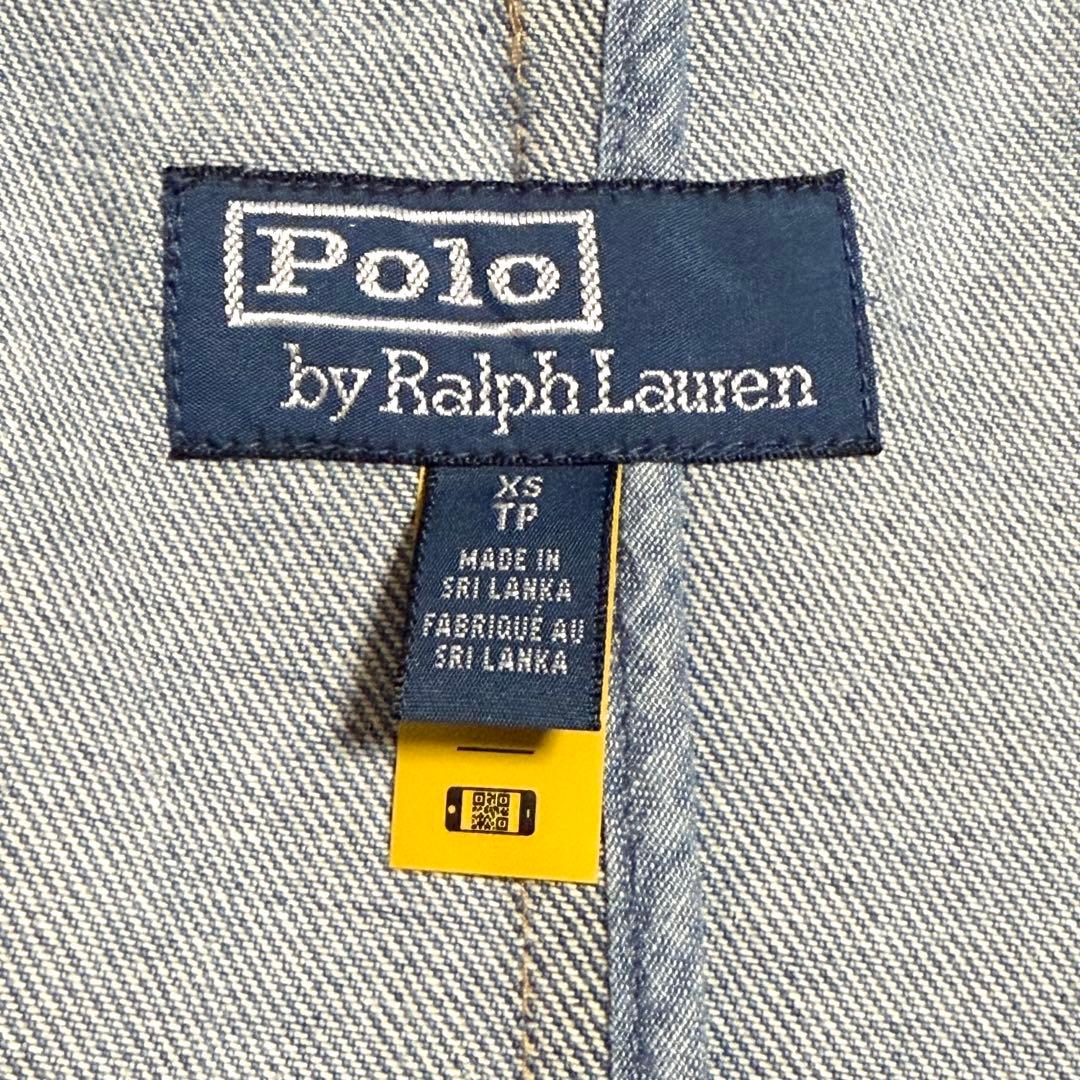 Polo
by Ralph Lauren
XS
TP
MADE IN
SRI LANKA
FABRIQUÉ AU
SRI LANKA